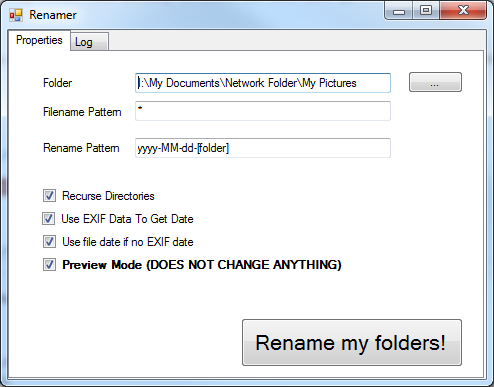 Renamer
Properties Log
Folder :\My Documents\Network Folder\My Pictures ...
Filename Pattern *
Rename Pattern yyyy-MM-dd-[folder]
Recurse Directories
Use EXIF Data To Get Date
Use file date if no EXIF date
Preview Mode (DOES NOT CHANGE ANYTHING)
Rename my folders!